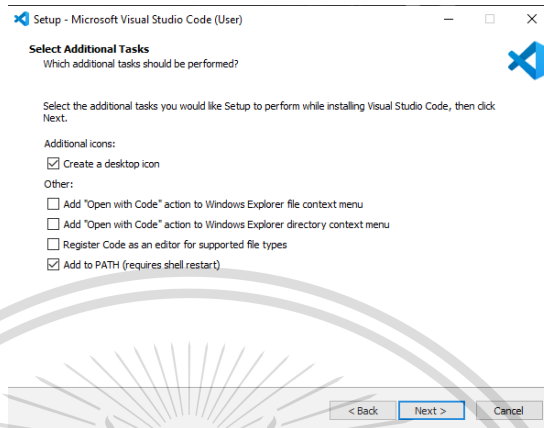 Setup - Microsoft Visual Studio Code (User)
Select Additional Tasks
Which additional tasks should be performed?
Select the additional tasks you would like Setup to perform while installing Visual Studio Code, then click
Next.
Additional icons:
Create a desktop icon
Other:
Add "Open with Code" action to Windows Explorer file context menu
Add "Open with Code" action to Windows Explorer directory context menu
Register Code as an editor for supported file types
Add to PATH (requires shell restart)
< Back Next > Cancel